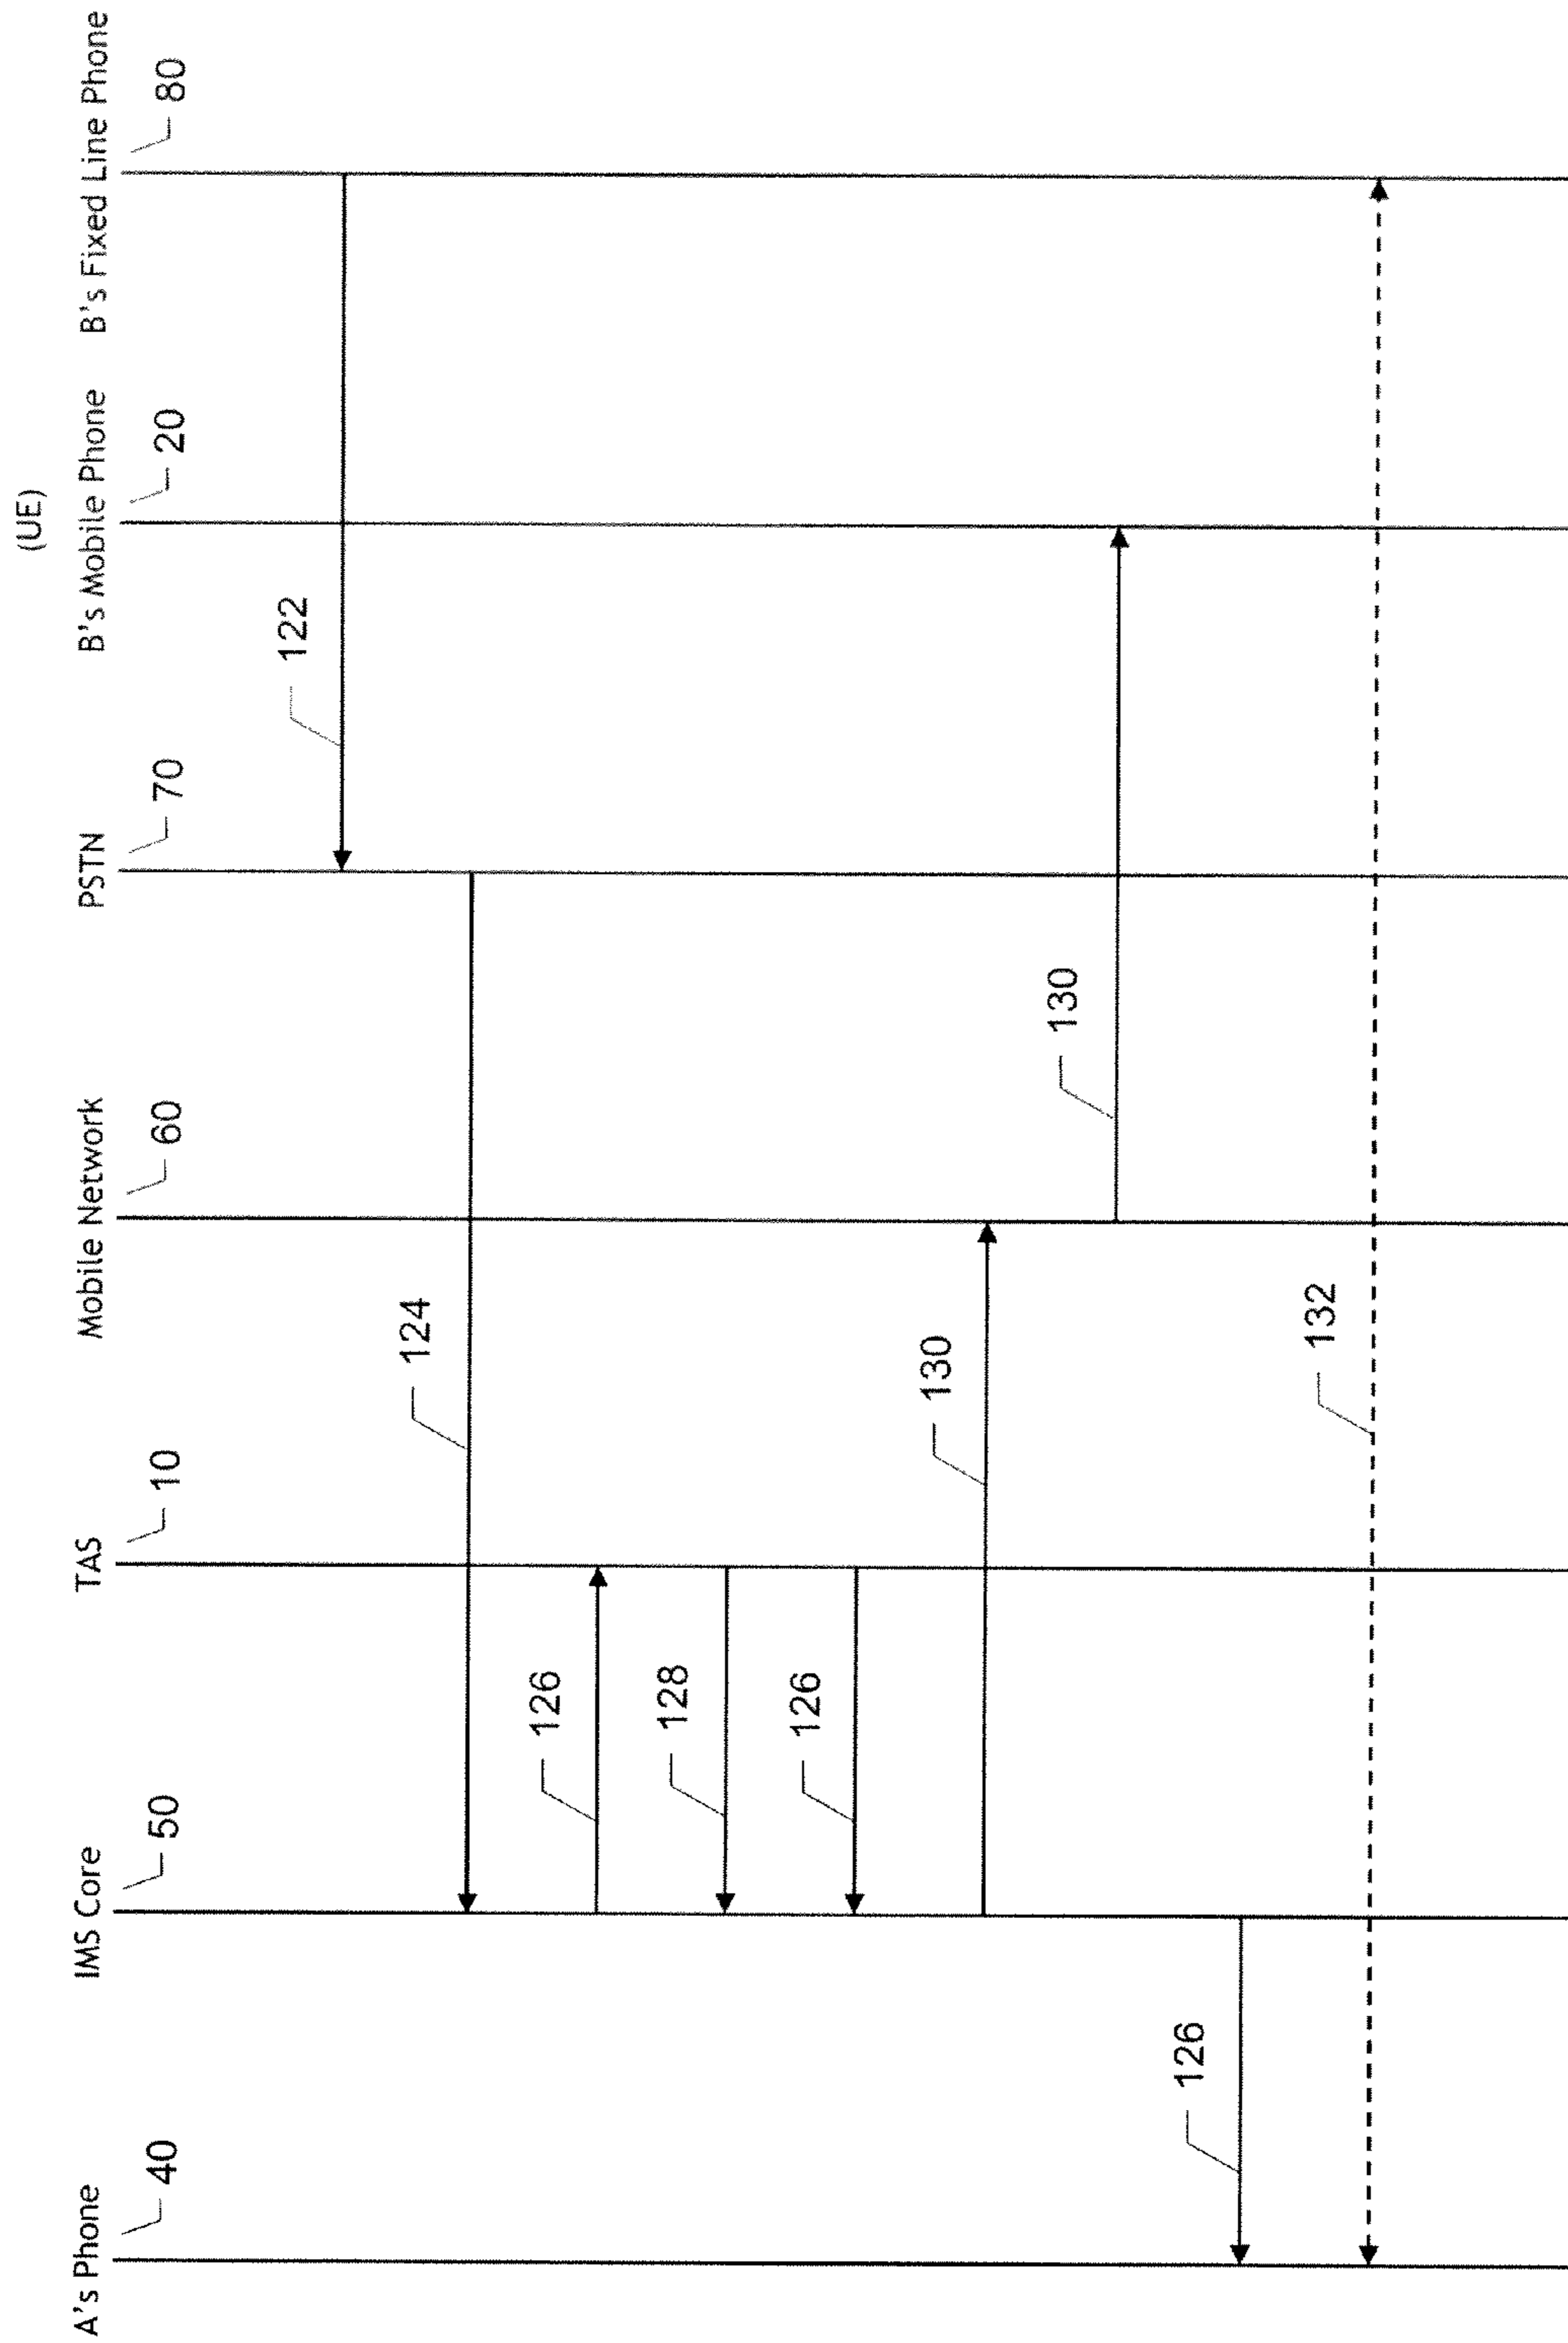 (UE)
A's Phone
IMS Core
TAS
Mobile Network
PSTN
B's Mobile Phone
B's Fixed Line Phone
40
50
10
60
70
20
80
122
124
126
128
126
130
130
126
132